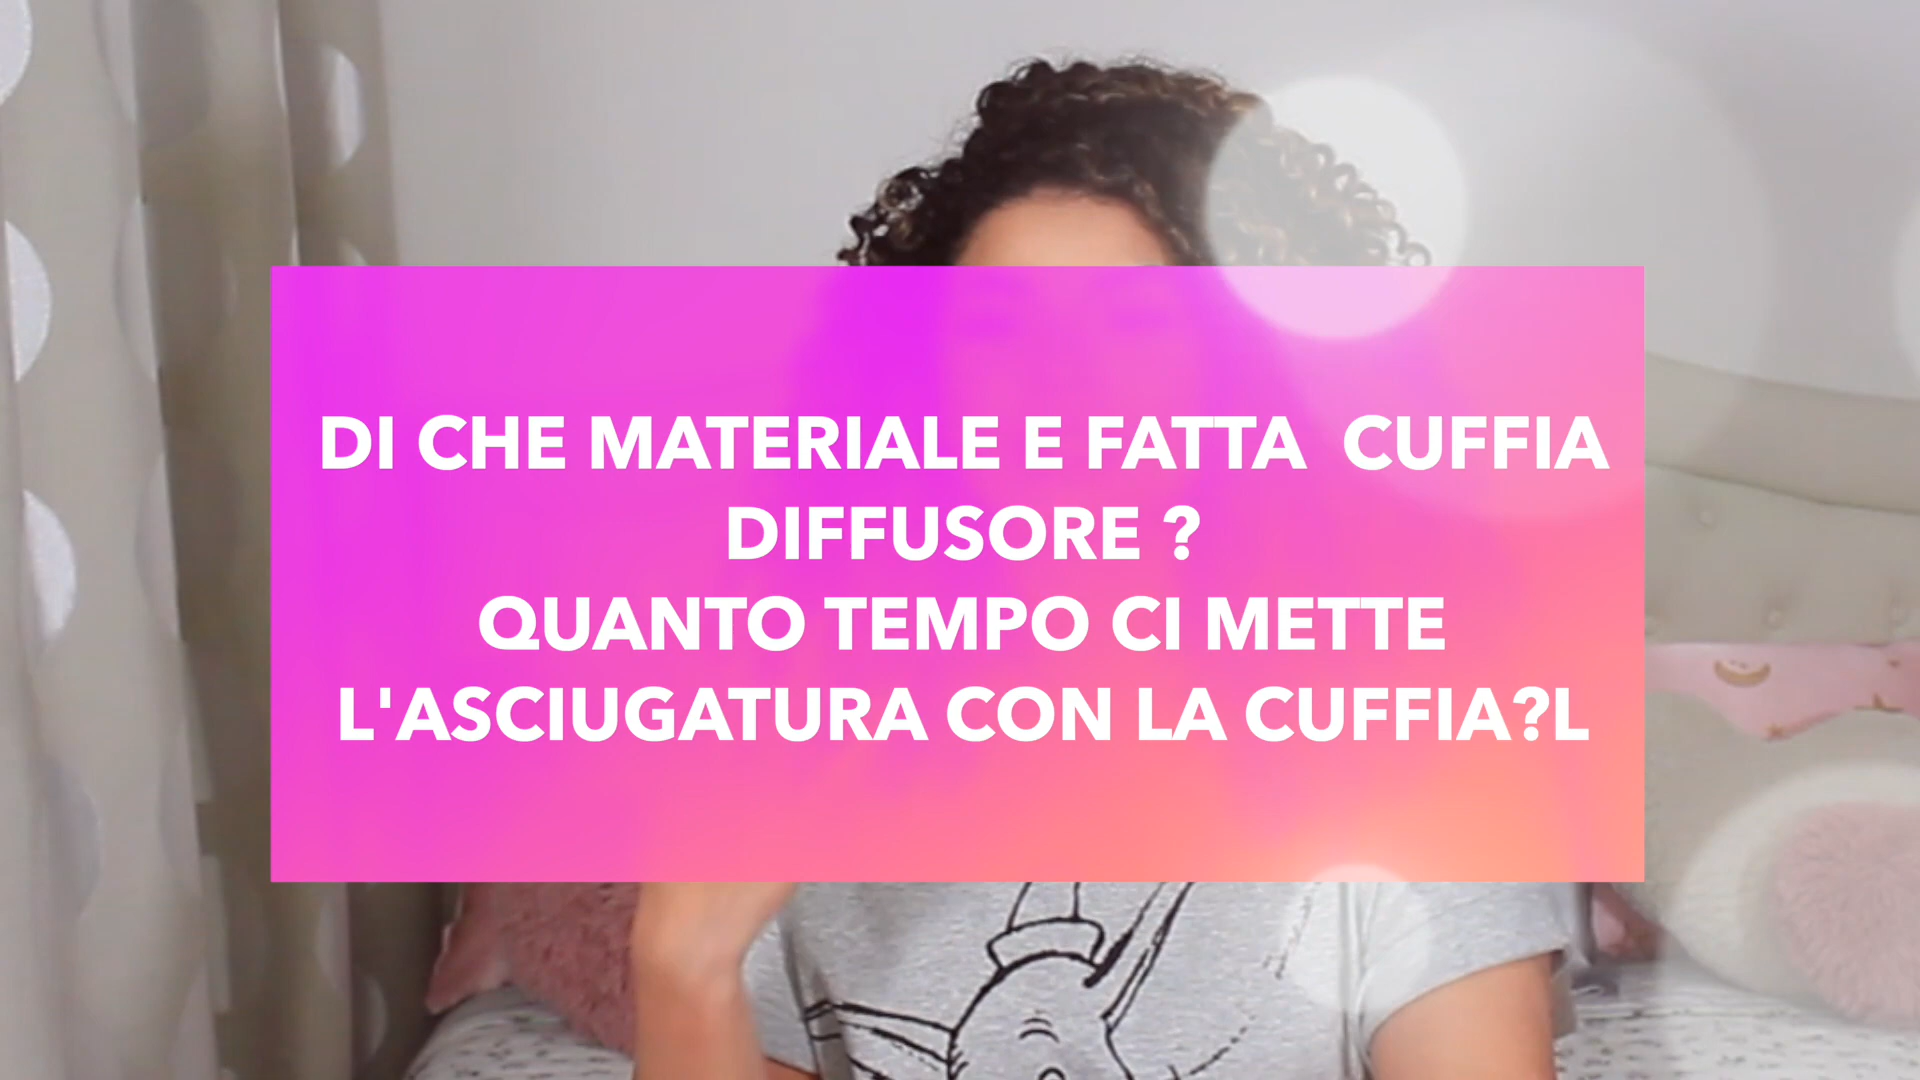 DI CHE MATERIALE E FATTA  CUFFIA
DIFFUSORE ?
QUANTO TEMPO CI METTE
L'ASCIUGATURA CON LA CUFFIA?L